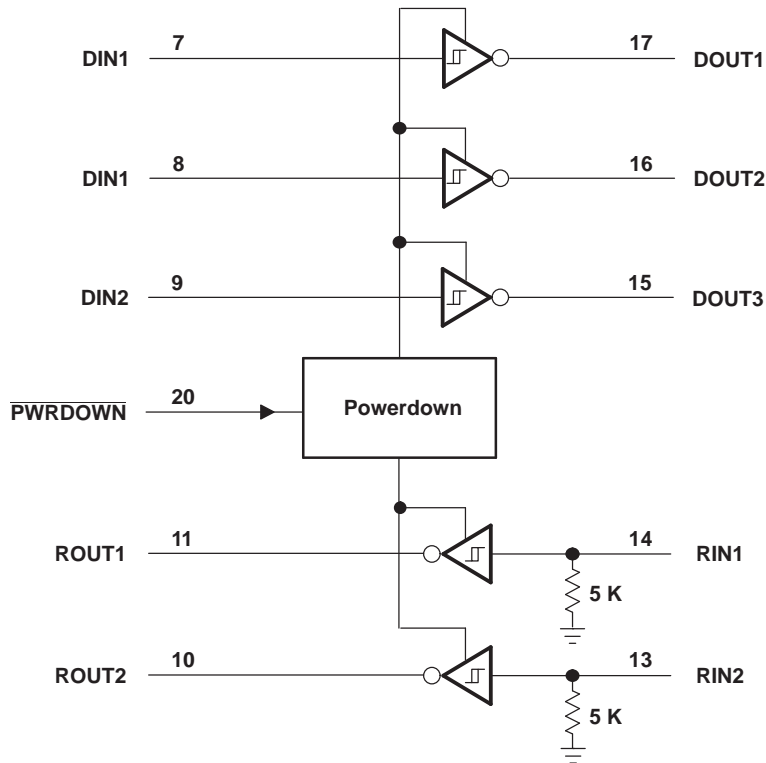 DIN1 7 17 DOUT1
DIN1 8 16 DOUT2
DIN2 9 15 DOUT3
PWRDOWN 20 Powerdown
ROUT1 11 14 RIN1
5 K
ROUT2 10 13 RIN2
5 K